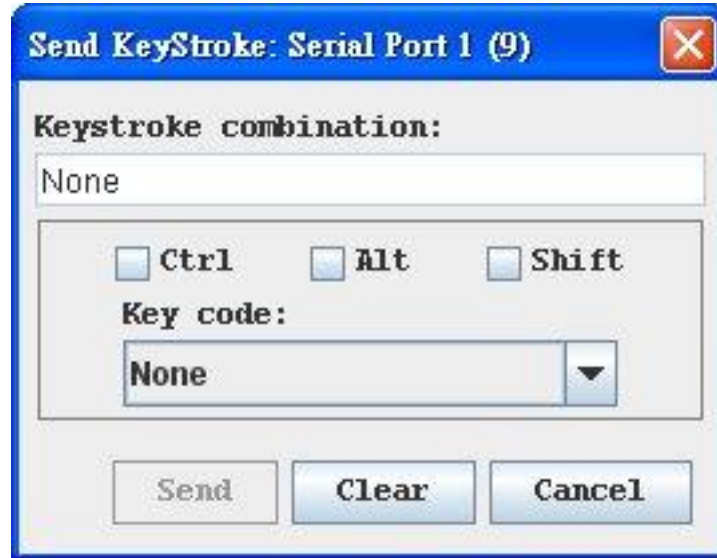 Send KeyStroke: Serial Port 1 (9)
Keystroke combination:
None
Ctrl Alt Shift
Key code:
None
Send Clear Cancel